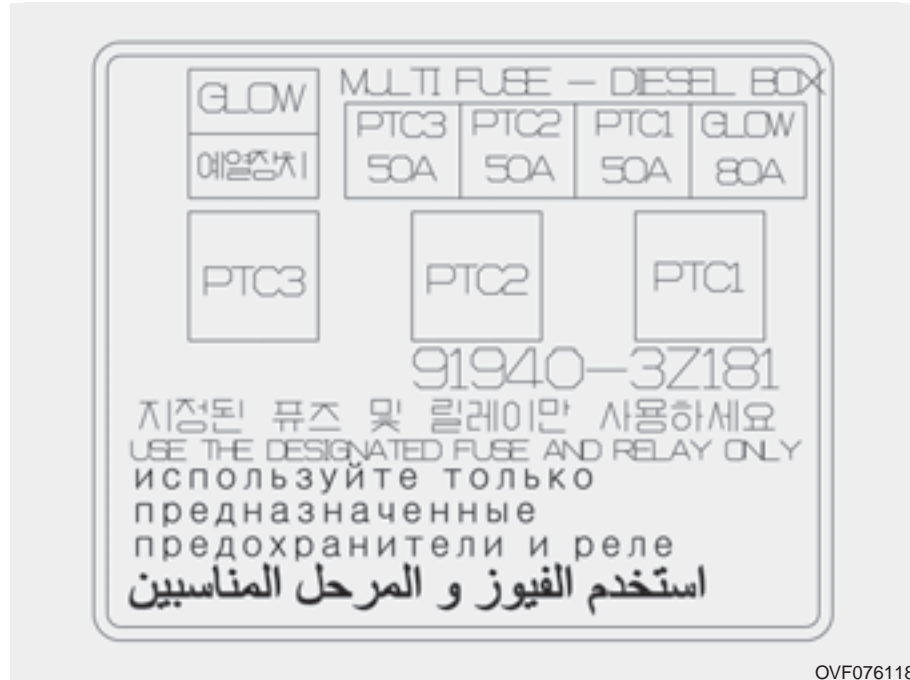 GLOW
예열장치
MULTI FUSE - DIESEL BOX
PTC3 PTC2 PTC1 GLOW
50A 50A 50A 80A
PTC3 PTC2 PTC1
91940-3Z181
지정된 퓨즈 및 릴레이만 사용하세요
USE THE DESIGNATED FUSE AND RELAY ONLY
используйте только
предназначенные
предохранители и реле
استخدم الفيوز و المرحل المناسبين
OVF076118